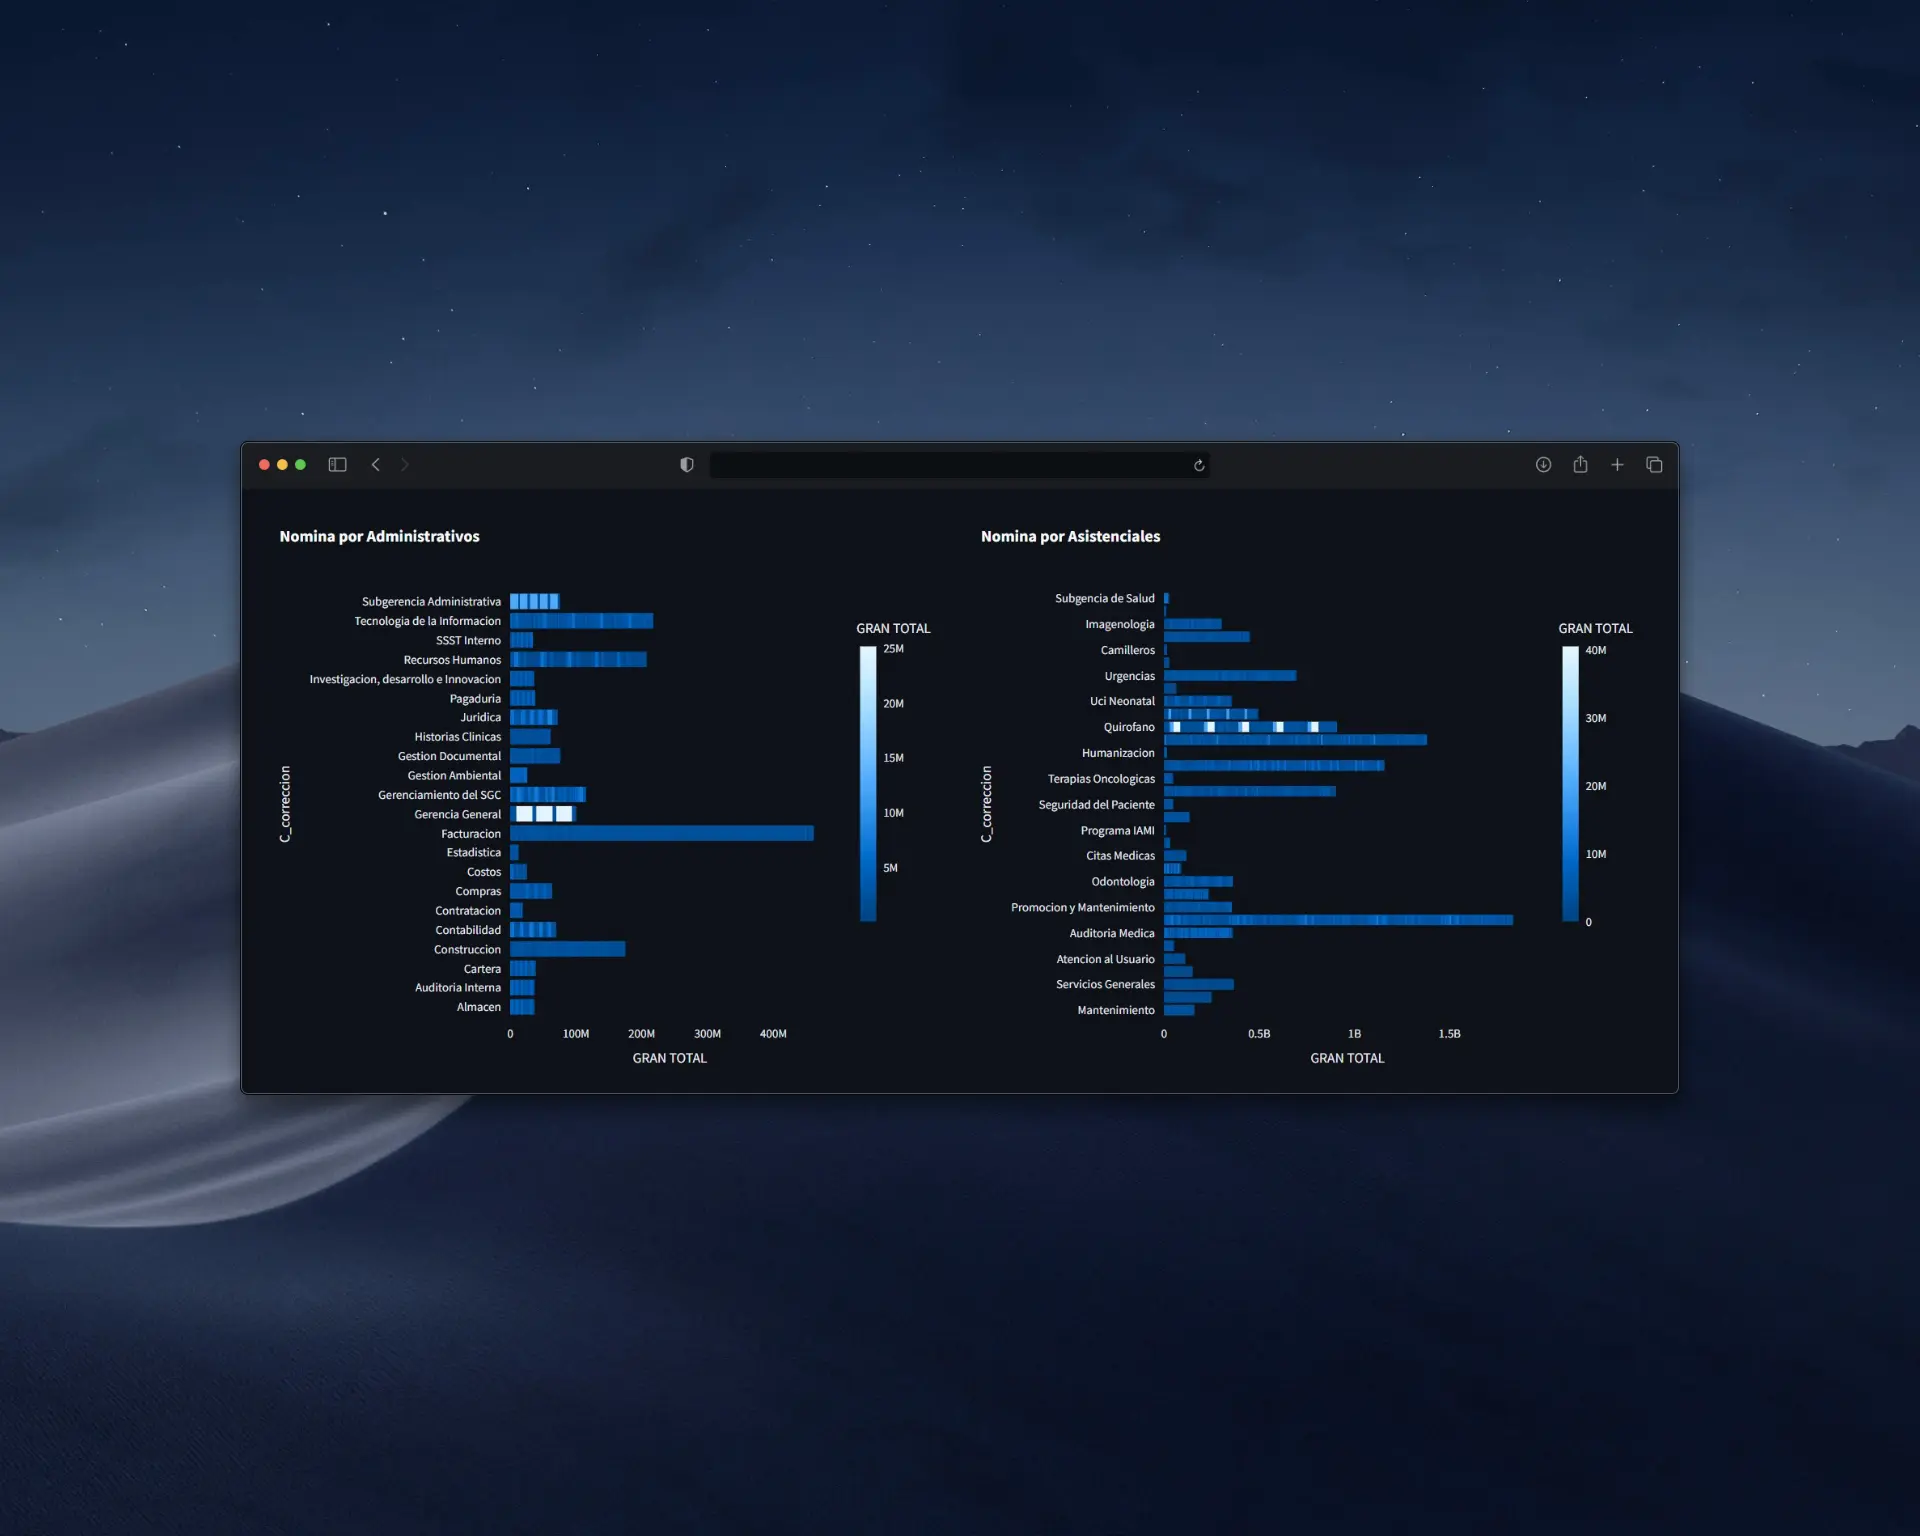 Nomina por Administrativos
C_correccion
Subgerencia Administrativa
Tecnologia de la Informacion
SSST Interno
Recursos Humanos
Investigacion, desarrollo e Innovacion
Pagaduria
Juridica
Historias Clinicas
Gestion Documental
Gestion Ambiental
Gerenciamiento del SGC
Gerencia General
Facturacion
Estadistica
Costos
Compras
Contratacion
Contabilidad
Construccion
Cartera
Auditoria Interna
Almacen
0 100M 200M 300M 400M
GRAN TOTAL
GRAN TOTAL
25M
20M
15M
10M
5M
Nomina por Asistenciales
C_correccion
Subgencia de Salud
Imagenologia
Camilleros
Urgencias
Uci Neonatal
Quirofano
Humanizacion
Terapias Oncologicas
Seguridad del Paciente
Programa IAMI
Citas Medicas
Odontologia
Promocion y Mantenimiento
Auditoria Medica
Atencion al Usuario
Servicios Generales
Mantenimiento
0 0.5B 1B 1.5B
GRAN TOTAL
GRAN TOTAL
40M
30M
20M
10M
0